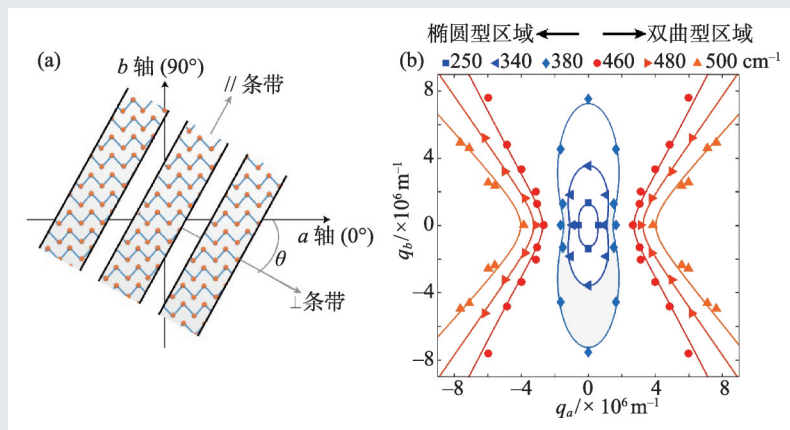 (a)
b 轴 (90°)
// 条带
a 轴 (0°)
θ
⊥条带
椭圆型区域 双曲型区域
(b) 250 340 380 460 480 500 cm⁻¹
8
4
0
−4
−8
q_b/× 10⁶ m⁻¹
−8 −4 0 4 8
q_a/× 10⁶ m⁻¹